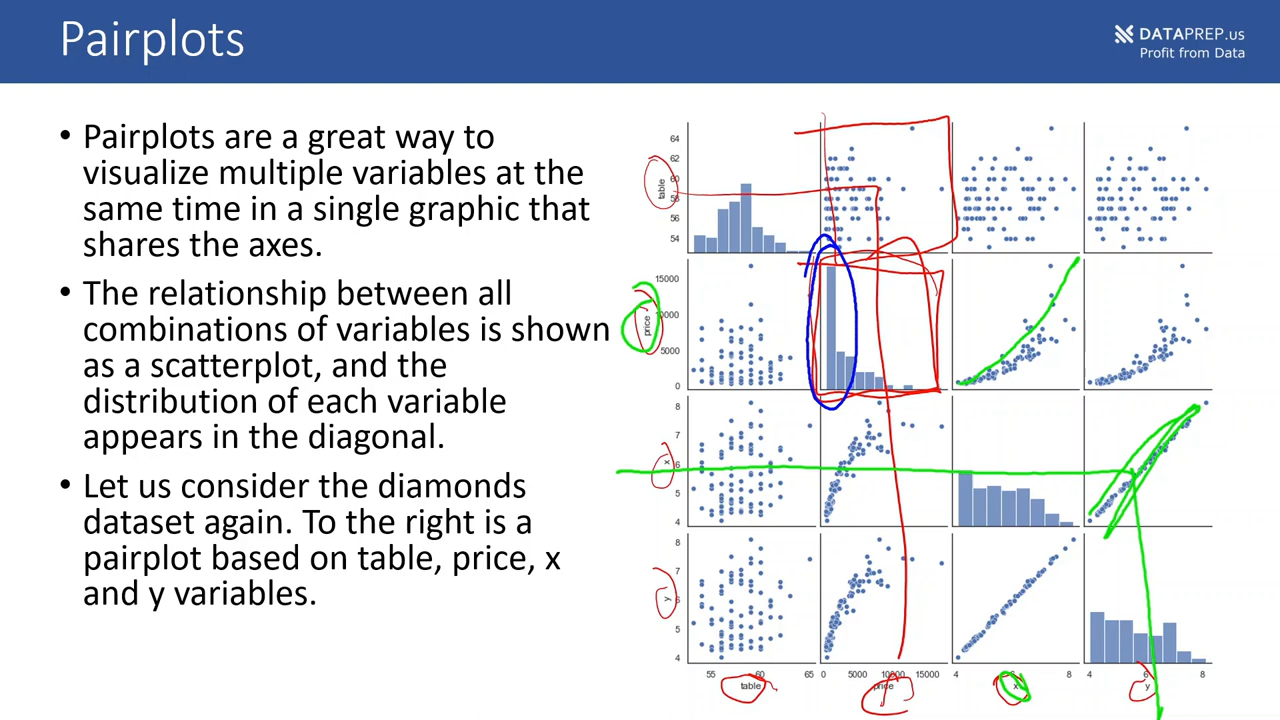 Pairplots
DATAPREP.us
Profit from Data
• Pairplots are a great way to
visualize multiple variables at the
same time in a single graphic that
shares the axes.
• The relationship between all
combinations of variables is shown
as a scatterplot, and the
distribution of each variable
appears in the diagonal.
• Let us consider the diamonds
dataset again. To the right is a
pairplot based on table, price, x
and y variables.
64
62
60
58
56
54
table
15000
10000
5000
0
price
8
7
6
5
4
x
8
7
6
5
4
y
55 60 65
0 5000 10000 15000
4 6 8
4 6 8
table
price
x
y